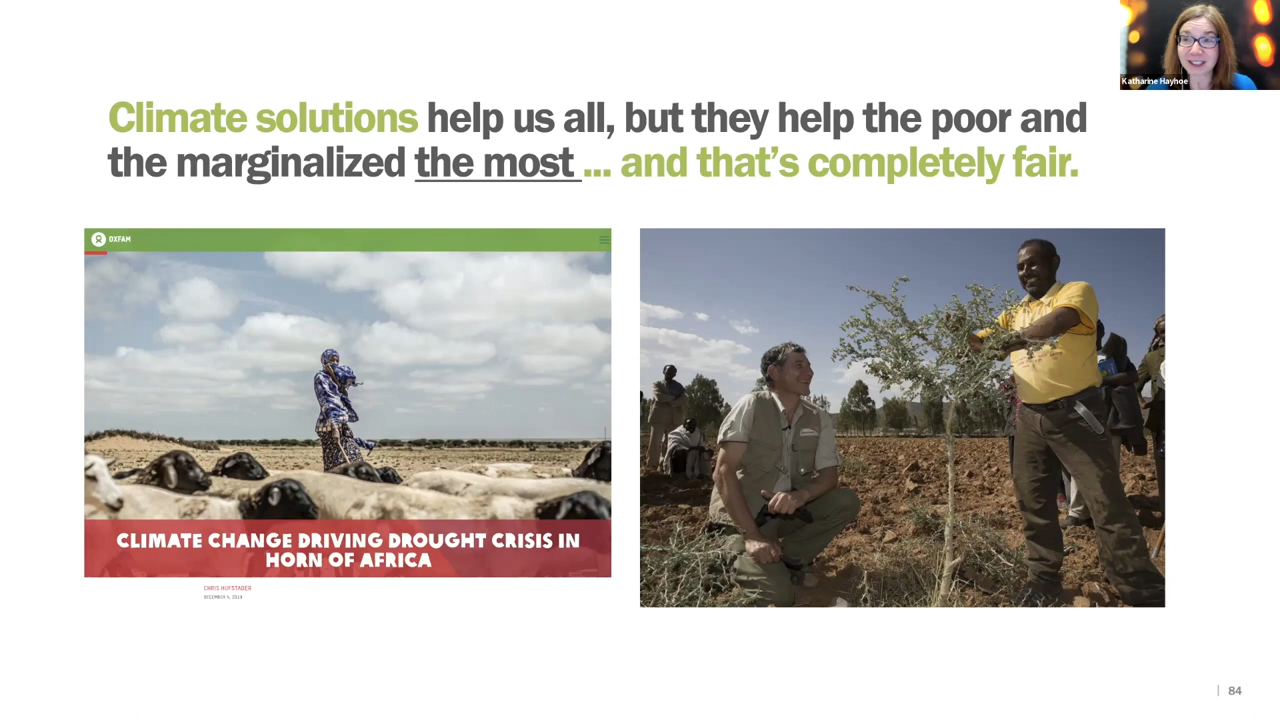 Katharine Hayhoe
Climate solutions help us all, but they help the poor and
the marginalized the most ... and that’s completely fair.
OXFAM
CLIMATE CHANGE DRIVING DROUGHT CRISIS IN
HORN OF AFRICA
CHRIS HUFSTADER
84